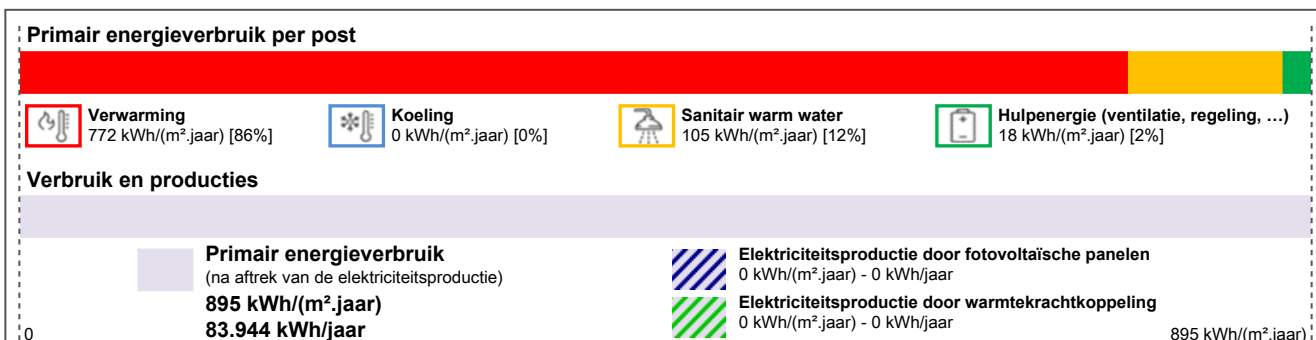 Primair energieverbruik per post
Verwarming
772 kWh/(m².jaar) [86%]
Koeling
0 kWh/(m².jaar) [0%]
Sanitair warm water
105 kWh/(m².jaar) [12%]
Hulpenergie (ventilatie, regeling, …)
18 kWh/(m².jaar) [2%]
Verbruik en producties
Primair energieverbruik
(na aftrek van de elektriciteitsproductie)
895 kWh/(m².jaar)
83.944 kWh/jaar
Elektriciteitsproductie door fotovoltaïsche panelen
0 kWh/(m².jaar) - 0 kWh/jaar
Elektriciteitsproductie door warmtekrachtkoppeling
0 kWh/(m².jaar) - 0 kWh/jaar
0
895 kWh/(m².jaar)